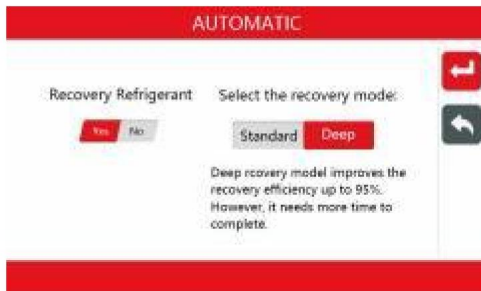 AUTOMATIC
Recovery Refrigerant
Select the recovery mode:
Yes No
Standard Deep
Deep rcovery model improves the
recovery efficiency up to 95%.
However, it needs more time to
complete.